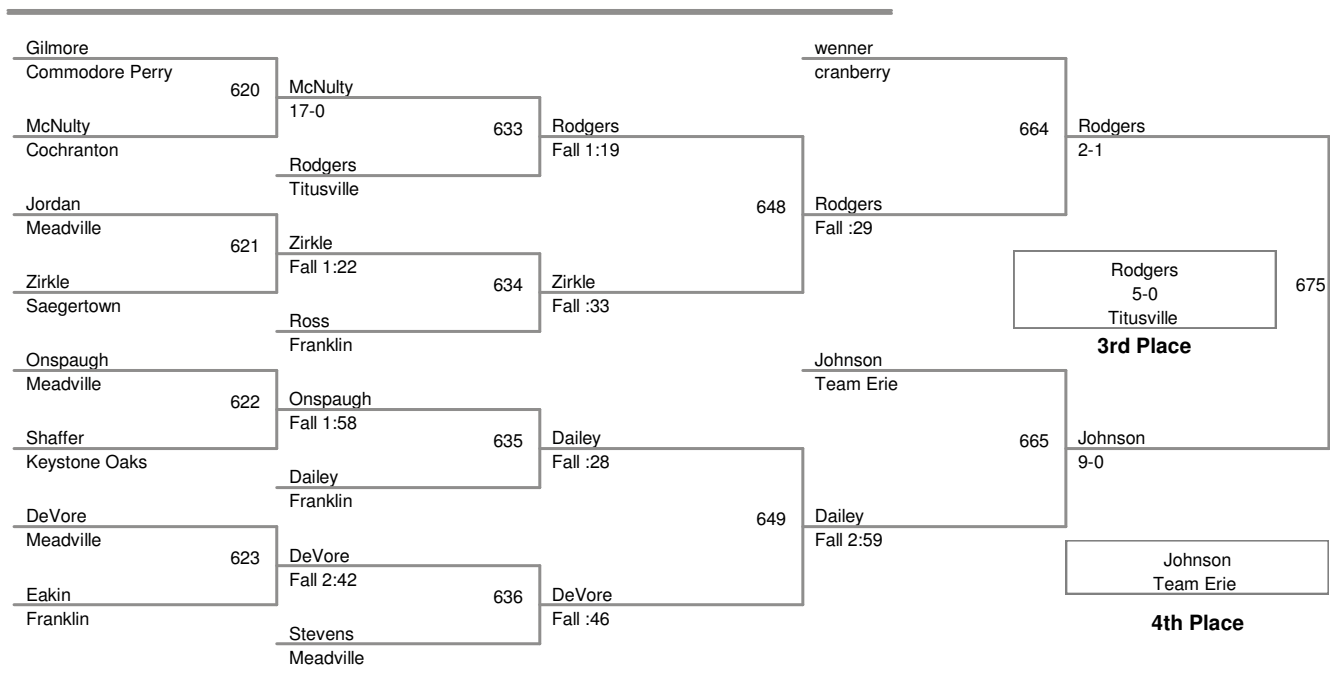 Gilmore
Commodore Perry
620
McNulty
Cochranton
Jordan
Meadville
621
Zirkle
Saegertown
Onspaugh
Meadville
622
Shaffer
Keystone Oaks
DeVore
Meadville
623
Eakin
Franklin
McNulty
17-0
633
Rodgers
Titusville
Zirkle
Fall 1:22
634
Ross
Franklin
Onspaugh
Fall 1:58
635
Dailey
Franklin
DeVore
Fall 2:42
636
Stevens
Meadville
Rodgers
Fall 1:19
648
Zirkle
Fall :33
Dailey
Fall :28
649
DeVore
Fall :46
wenner
cranberry
664
Rodgers
Fall :29
Johnson
Team Erie
665
Dailey
Fall 2:59
Rodgers
2-1
675
Johnson
9-0
Rodgers
5-0
Titusville
3rd Place
Johnson
Team Erie
4th Place